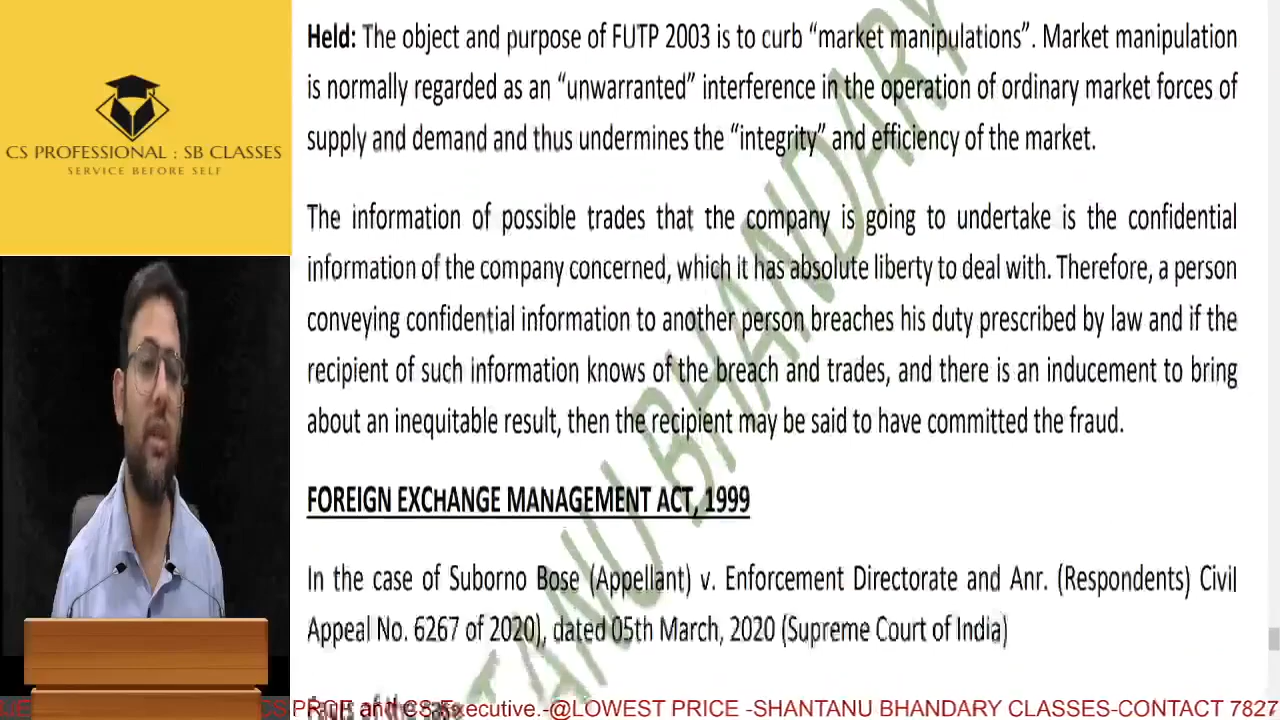 CS PROFESSIONAL : SB CLASSES
SERVICE BEFORE SELF
Held: The object and purpose of FUTP 2003 is to curb “market manipulations”. Market manipulation
is normally regarded as an “unwarranted” interference in the operation of ordinary market forces of
supply and demand and thus undermines the “integrity” and efficiency of the market.
The information of possible trades that the company is going to undertake is the confidential
information of the company concerned, which it has absolute liberty to deal with. Therefore, a person
conveying confidential information to another person breaches his duty prescribed by law and if the
recipient of such information knows of the breach and trades, and there is an inducement to bring
about an inequitable result, then the recipient may be said to have committed the fraud.
FOREIGN EXCHANGE MANAGEMENT ACT, 1999
In the case of Suborno Bose (Appellant) v. Enforcement Directorate and Anr. (Respondents) Civil
Appeal No. 6267 of 2020), dated 05th March, 2020 (Supreme Court of India)
TANU BHANDARY
CS PROF and CS Executive.-@LOWEST PRICE -SHANTANU BHANDARY CLASSES-CONTACT 7827